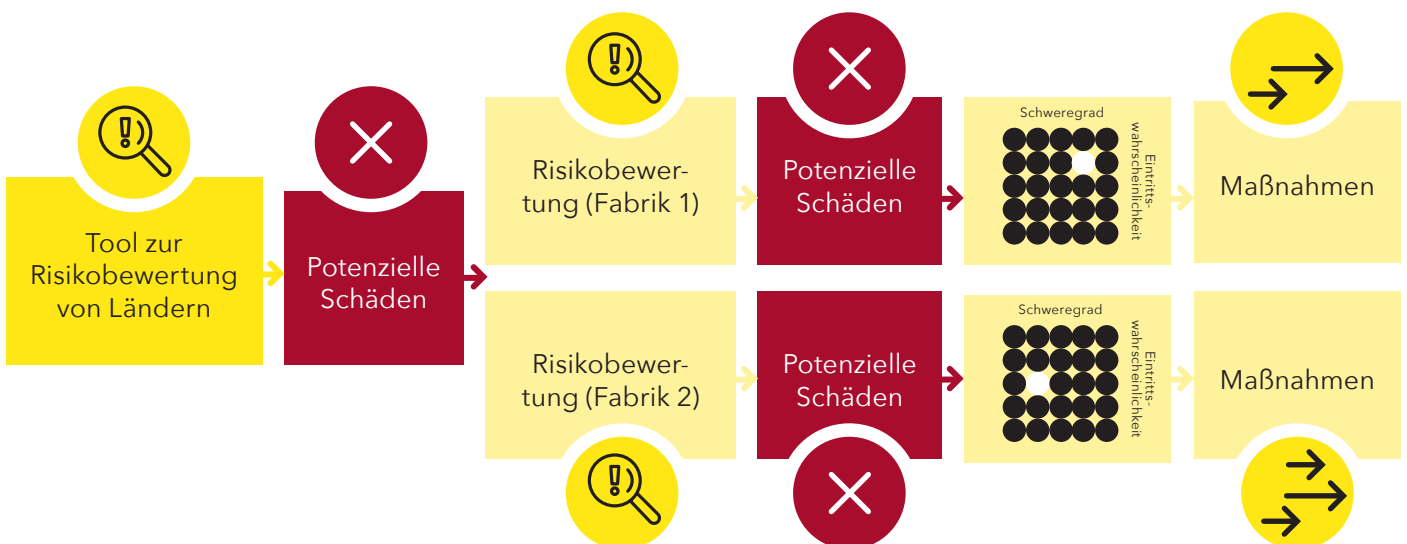 Tool zur
Risikobewertung
von Ländern
Potenzielle
Schäden
Risikobewer-
tung (Fabrik 1)
Potenzielle
Schäden
Schweregrad
Eintritts-
wahrscheinlichkeit
Maßnahmen
Risikobewer-
tung (Fabrik 2)
Potenzielle
Schäden
Schweregrad
Eintritts-
wahrscheinlichkeit
Maßnahmen